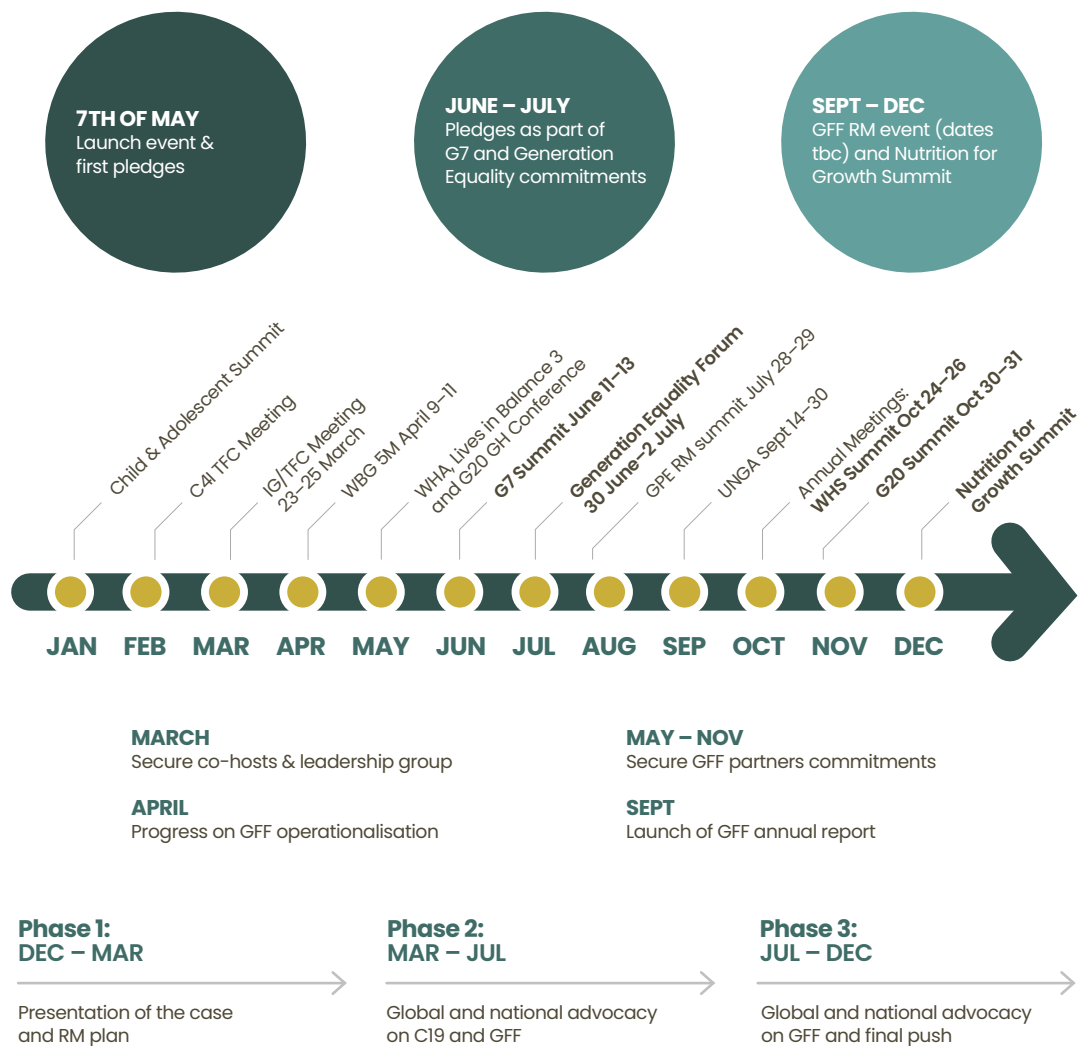 7TH OF MAY
Launch event &
first pledges
JUNE – JULY
Pledges as part of
G7 and Generation
Equality commitments
SEPT – DEC
GFF RM event (dates
tbc) and Nutrition for
Growth Summit
Child & Adolescent Summit
C4I TFC Meeting
IG/TFC Meeting
23–25 March
WBG 5M April 9–11
WHA, Lives in Balance 3
and G20 GH Conference
G7 Summit June 11–13
Generation Equality Forum
30 June–2 July
GPE RM summit July 28–29
UNGA Sept 14–30
Annual Meetings:
WHS Summit Oct 24–26
G20 Summit Oct 30–31
Nutrition for
Growth Summit
JAN FEB MAR APR MAY JUN JUL AUG SEP OCT NOV DEC
MARCH
Secure co-hosts & leadership group
APRIL
Progress on GFF operationalisation
MAY – NOV
Secure GFF partners commitments
SEPT
Launch of GFF annual report
Phase 1:
DEC – MAR
Presentation of the case
and RM plan
Phase 2:
MAR – JUL
Global and national advocacy
on C19 and GFF
Phase 3:
JUL – DEC
Global and national advocacy
on GFF and final push